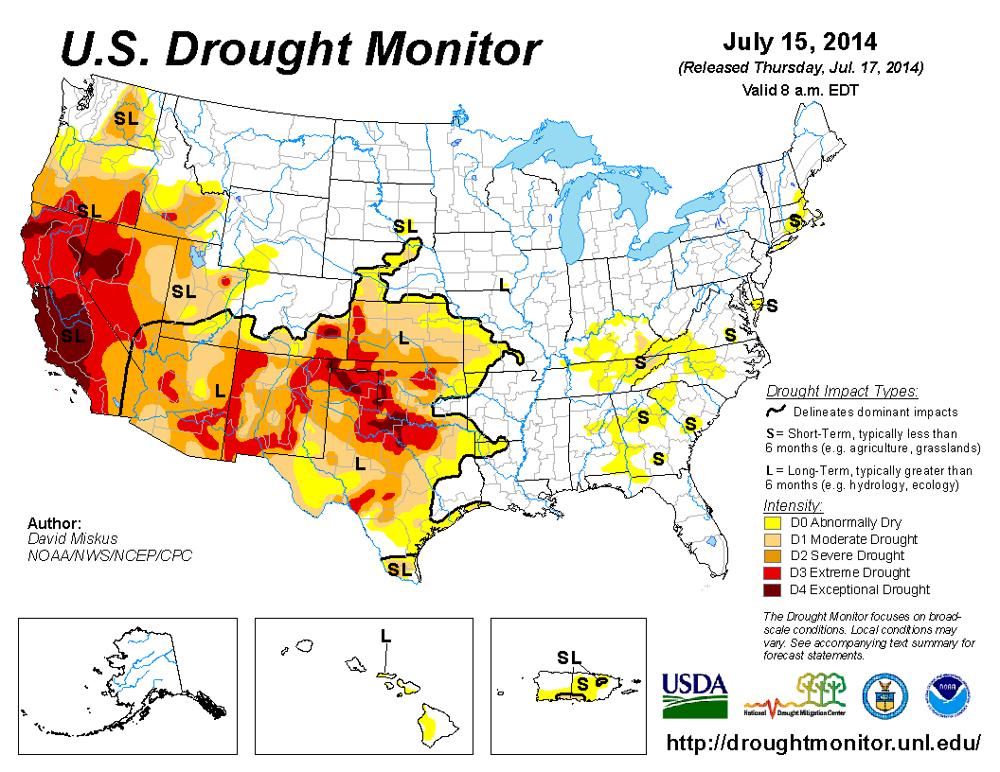 U.S. Drought Monitor
July 15, 2014
(Released Thursday, Jul. 17, 2014)
Valid 8 a.m. EDT
SL
SL
SL
S
SL
L
S
SL
SL
L
S
S
L
S
S
L
S
SL
Drought Impact Types:
Delineates dominant impacts
S = Short-Term, typically less than
6 months (e.g. agriculture, grasslands)
L = Long-Term, typically greater than
6 months (e.g. hydrology, ecology)
Intensity:
D0 Abnormally Dry
D1 Moderate Drought
D2 Severe Drought
D3 Extreme Drought
D4 Exceptional Drought
Author:
David Miskus
NOAA/NWS/NCEP/CPC
The Drought Monitor focuses on broad-
scale conditions. Local conditions may
vary. See accompanying text summary for
forecast statements.
L
SL
S
USDA
National Drought Mitigation Center
NOAA
http://droughtmonitor.unl.edu/